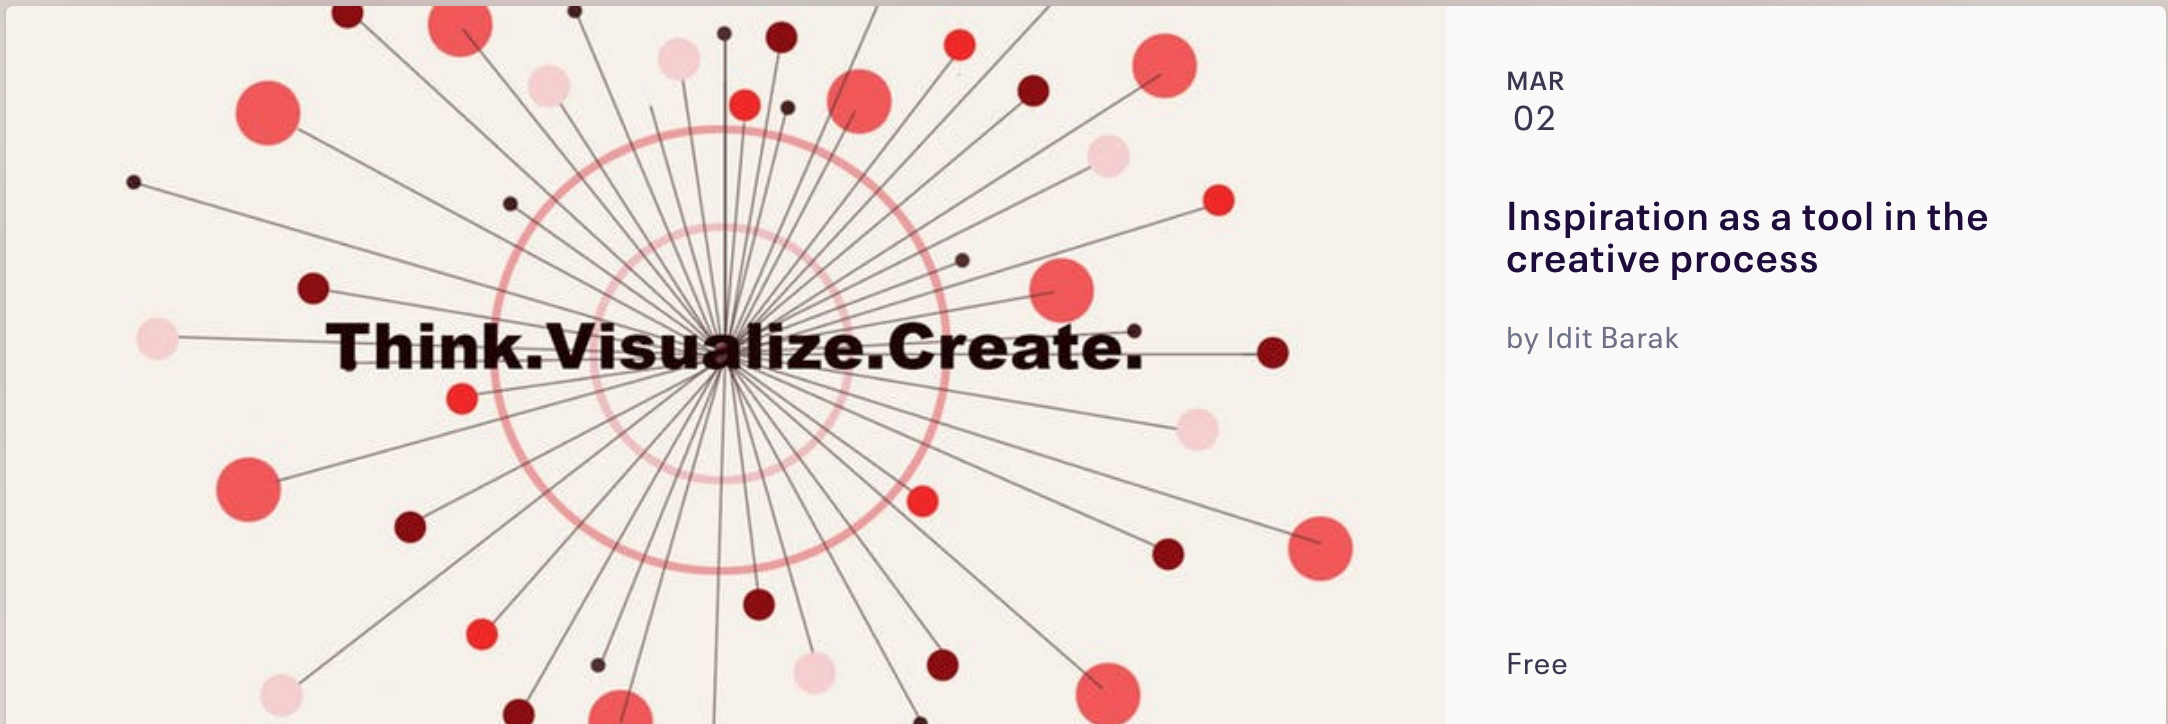 Think.Visualize.Create.
MAR
02
Inspiration as a tool in the
creative process
by Idit Barak
Free